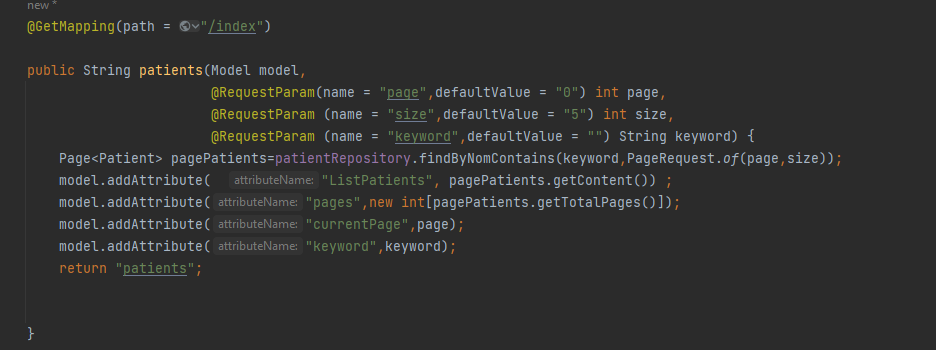 new *
@GetMapping(path = "/index")
public String patients(Model model,
@RequestParam(name = "page",defaultValue = "0") int page,
@RequestParam (name = "size",defaultValue = "5") int size,
@RequestParam (name = "keyword",defaultValue = "") String keyword) {
Page<Patient> pagePatients=patientRepository.findByNomContains(keyword,PageRequest.of(page,size));
model.addAttribute( attributeName: "ListPatients", pagePatients.getContent()) ;
model.addAttribute( attributeName: "pages",new int[pagePatients.getTotalPages()]);
model.addAttribute( attributeName: "currentPage",page);
model.addAttribute( attributeName: "keyword",keyword);
return "patients";
}